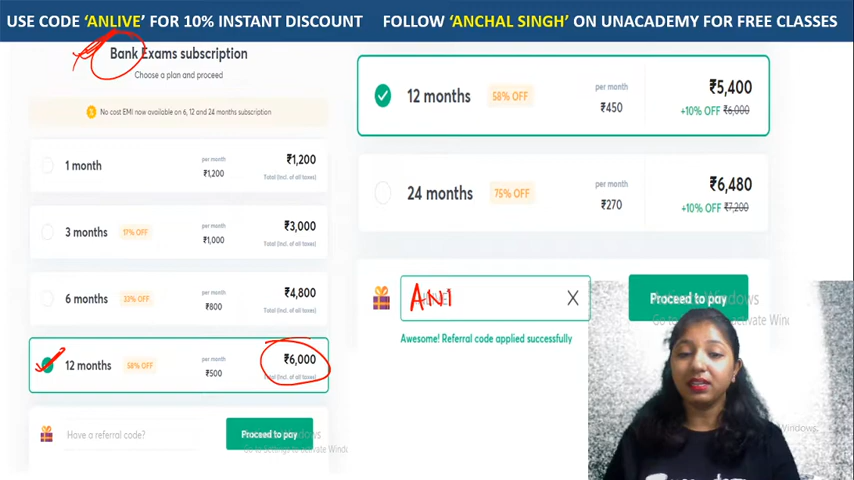 USE CODE ‘ANLIVE’ FOR 10% INSTANT DISCOUNT FOLLOW ‘ANCHAL SINGH’ ON UNACADEMY FOR FREE CLASSES
Bank Exams subscription
Choose a plan and proceed
No cost EMI now available on 6, 12 and 24 months subscription
1 month
per month
₹1,200
₹1,200
Total (Incl. of all taxes)
3 months
17% OFF
per month
₹1,000
₹3,000
Total (Incl. of all taxes)
6 months
33% OFF
per month
₹800
₹4,800
Total (Incl. of all taxes)
12 months
58% OFF
per month
₹500
₹6,000
Total (Incl. of all taxes)
Have a referral code?
Proceed to pay
12 months
58% OFF
per month
₹450
₹5,400
+10% OFF ₹6,000
24 months
75% OFF
per month
₹270
₹6,480
+10% OFF ₹7,200
ANI
X
Proceed to pay
Awesome! Referral code applied successfully